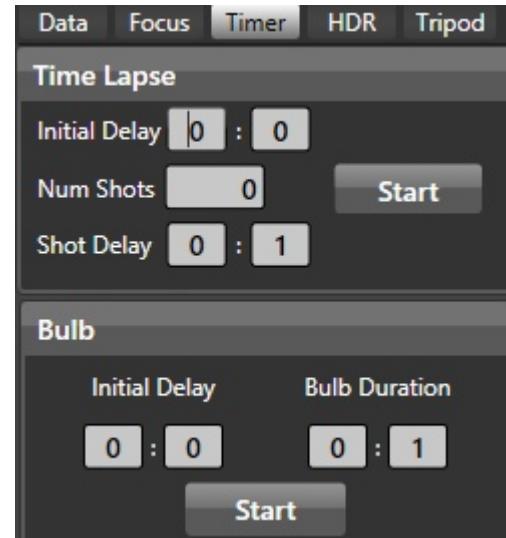 Data Focus Timer HDR Tripod
Time Lapse
Initial Delay 0 : 0
Num Shots 0 Start
Shot Delay 0 : 1
Bulb
Initial Delay Bulb Duration
0 : 0 0 : 1
Start